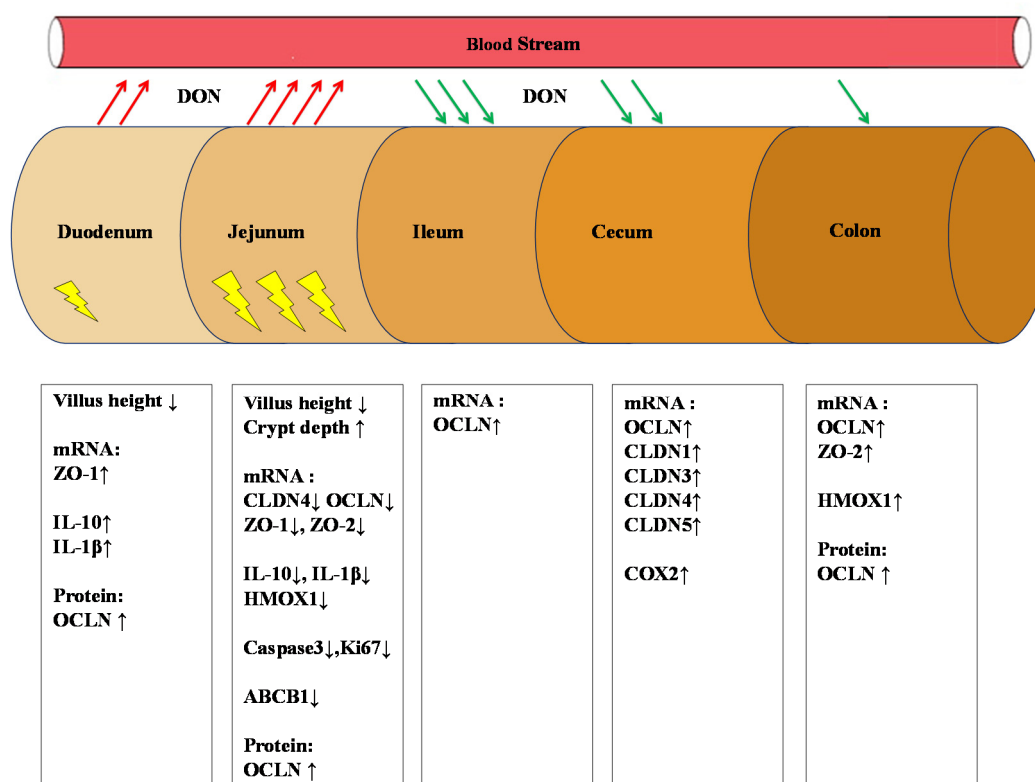 Blood Stream
DON
DON
Duodenum
Jejunum
Ileum
Cecum
Colon
Villus height ↓
mRNA:
ZO-1↑
IL-10↑
IL-1β↑
Protein:
OCLN ↑
Villus height ↓
Crypt depth ↑
mRNA :
CLDN4↓ OCLN↓
ZO-1↓, ZO-2↓
IL-10↓, IL-1β↓
HMOX1↓
Caspase3↓,Ki67↓
ABCB1↓
Protein:
OCLN ↑
mRNA :
OCLN↑
mRNA :
OCLN↑
CLDN1↑
CLDN3↑
CLDN4↑
CLDN5↑
COX2↑
mRNA :
OCLN↑
ZO-2↑
HMOX1↑
Protein:
OCLN ↑